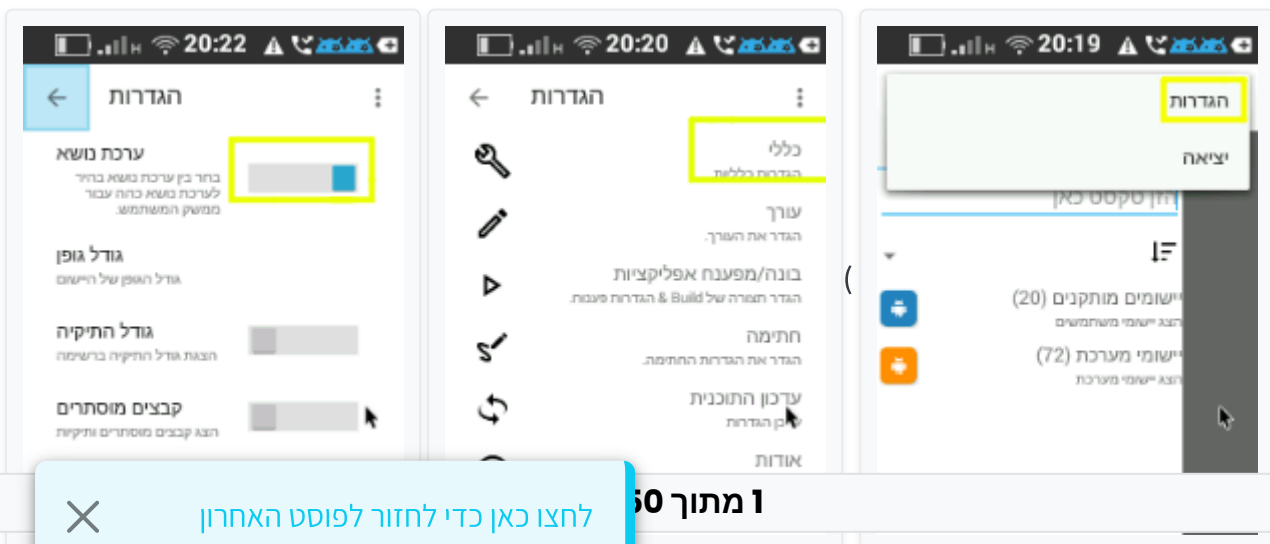 20:19
הגדרות
יציאה
הזן טקסט כאן
יישומים מותקנים (20)
הצג יישומי משתמשים
יישומי מערכת (72)
הצג יישומי מערכת
)
20:20
הגדרות
כללי
הגדרות כלליות
עורך
הגדר את העורך.
בונה/מפענח אפליקציות
הגדר תצורה של Build & הגדרות פענוח.
חתימה
הגדר את הגדרות החתימה.
עדכון התוכנית
הגדרות
אודות
20:22
הגדרות
ערכת נושא
בחר בין ערכת נושא בהיר
לערכת נושא כהה עבור
ממשק המשתמש.
גודל גופן
גודל הגופן של היישום
גודל התיקיה
הצגת גודל התיקיה ברשימה
קבצים מוסתרים
הצג קבצים מוסתרים ותיקיות
1 מתוך
לחצו כאן כדי לחזור לפוסט האחרון